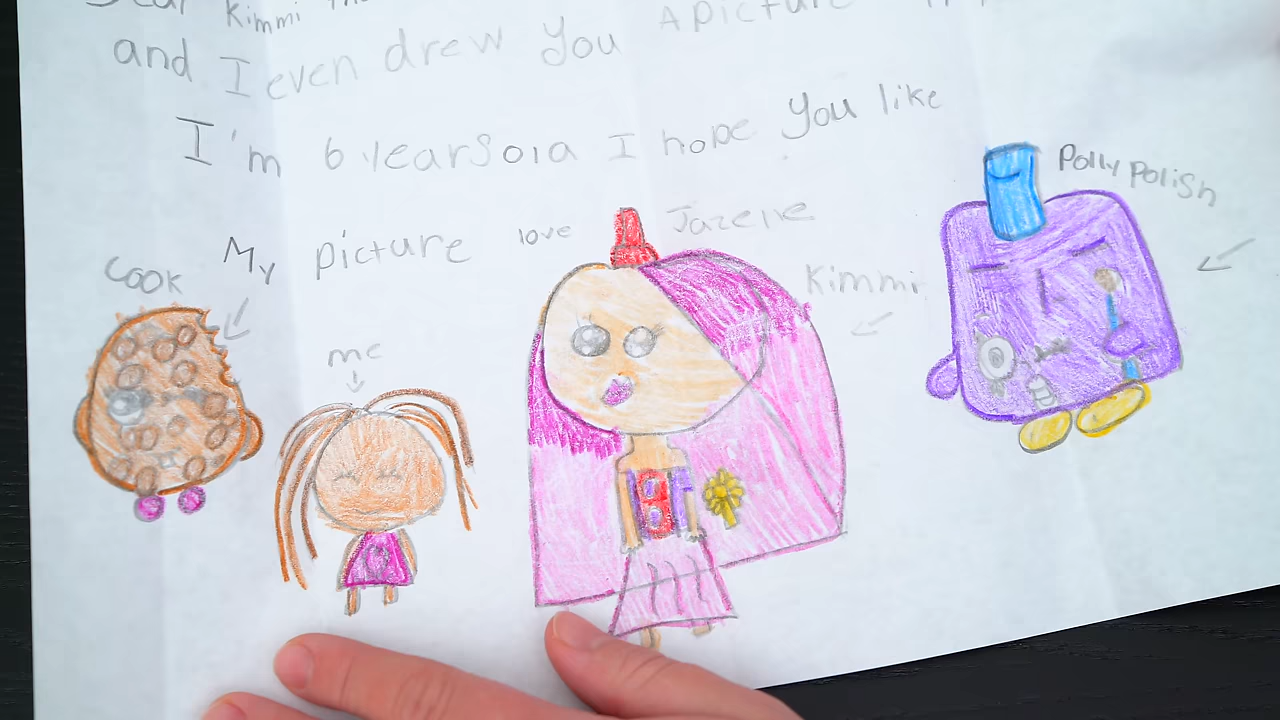 Kimmi
and I even drew you A picture
I'm 6 years old I hope you like
My picture love Jazelle
Polly polish
Cook
Kimmi
me